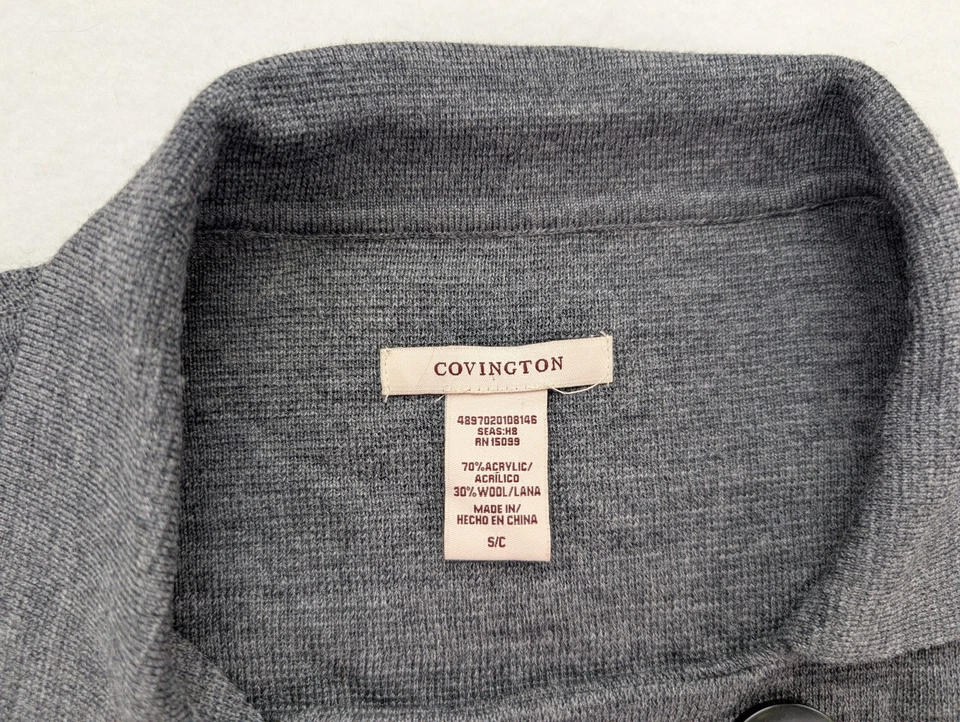 COVINGTON
4897020108146
SEAS:H8
RN 15099
70%ACRYLIC/
ACRÍLICO
30%WOOL/LANA
MADE IN/
HECHO EN CHINA
S/C